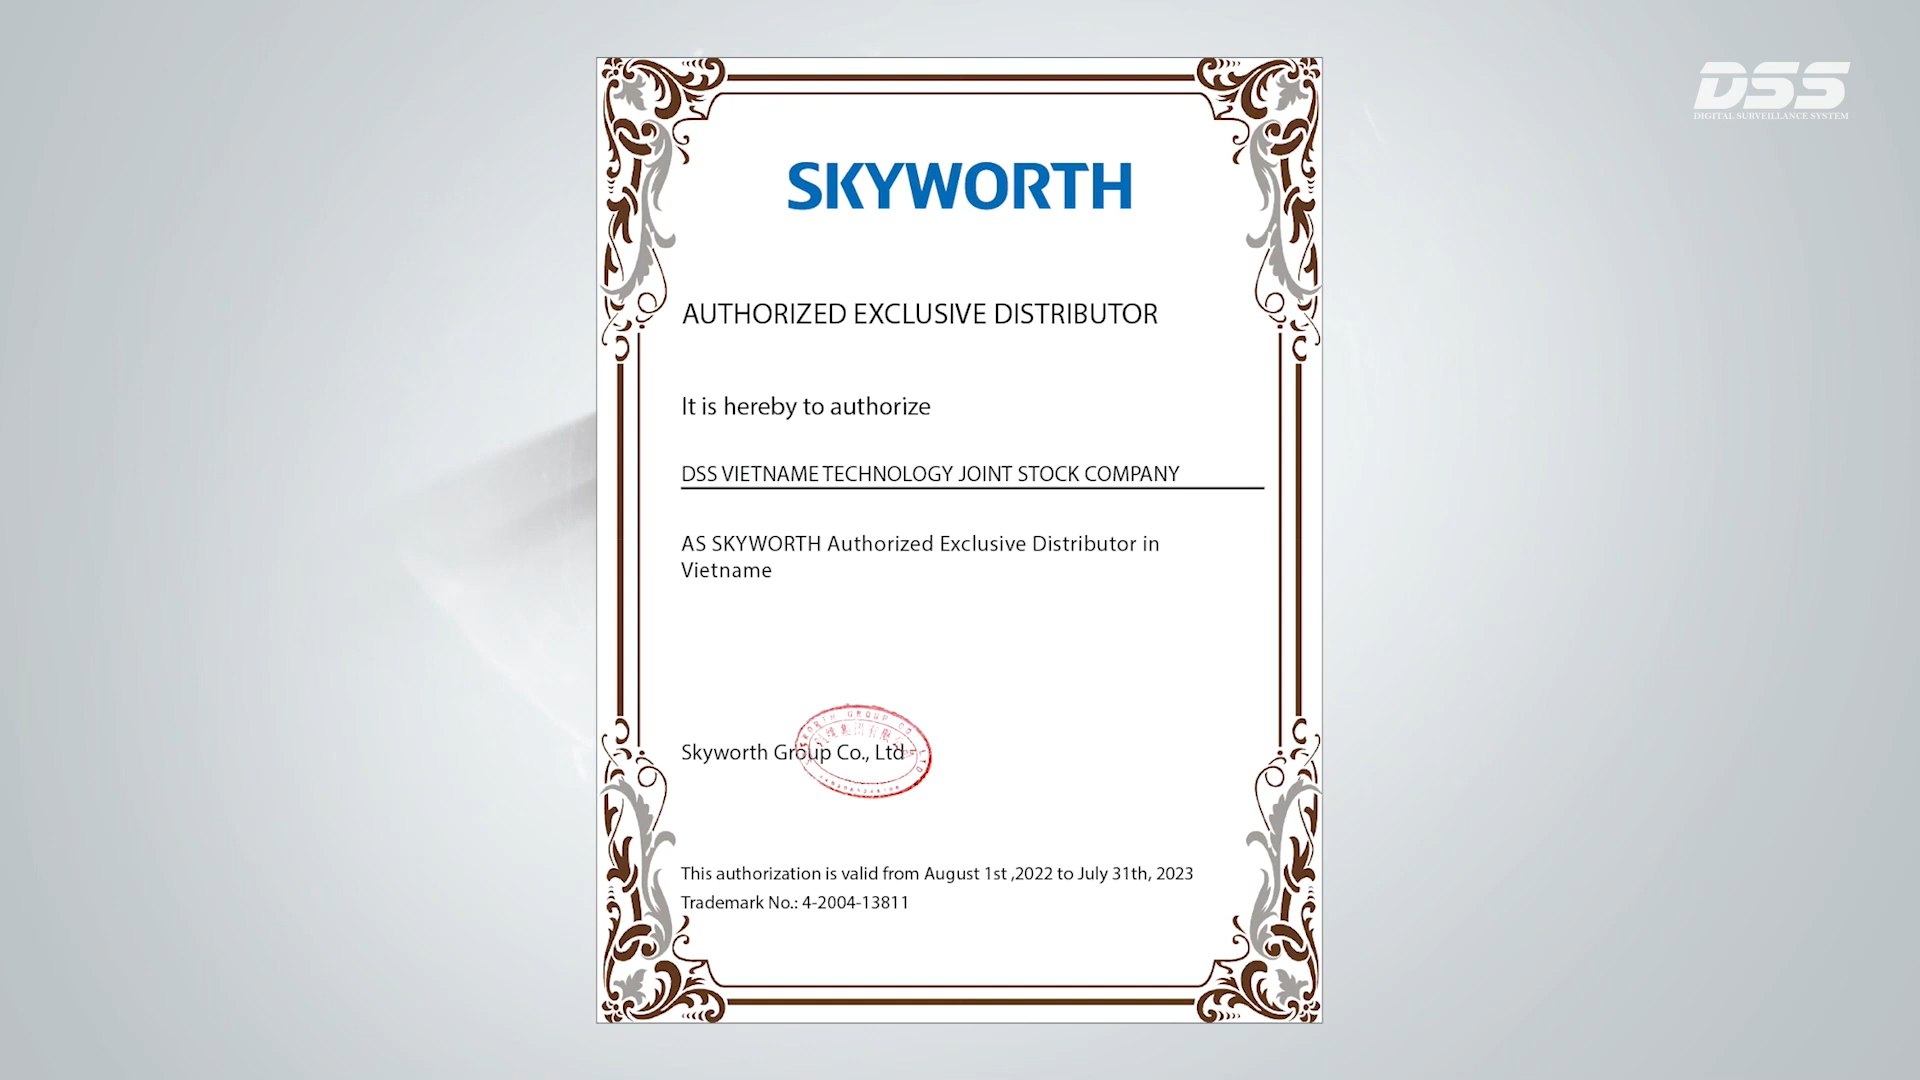 DSS
DIGITAL SURVEILLANCE SYSTEM
SKYWORTH
AUTHORIZED EXCLUSIVE DISTRIBUTOR
It is hereby to authorize
DSS VIETNAME TECHNOLOGY JOINT STOCK COMPANY
AS SKYWORTH Authorized Exclusive Distributor in
Vietname
Skyworth Group Co., Ltd
This authorization is valid from August 1st ,2022 to July 31th, 2023
Trademark No.: 4-2004-13811